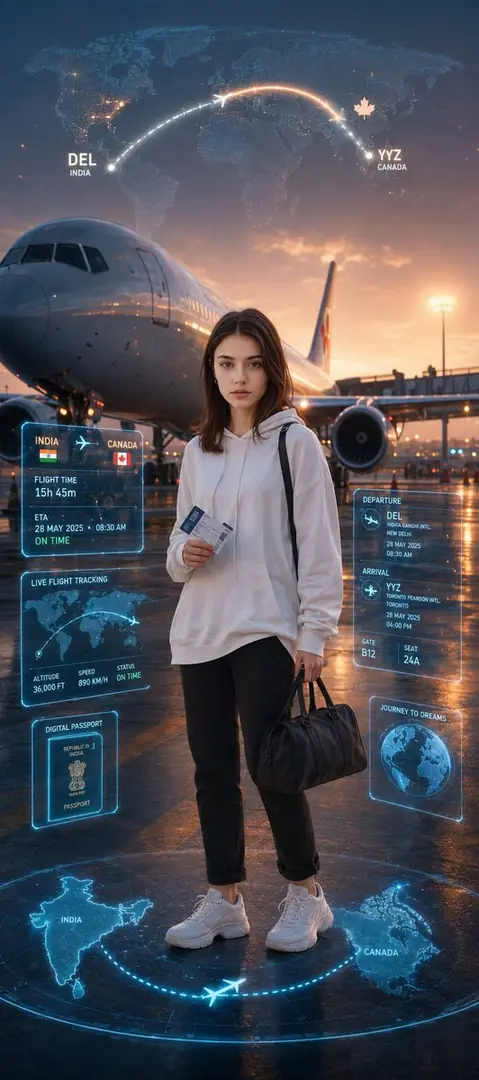 DEL
INDIA
YYZ
CANADA
INDIA
CANADA
FLIGHT TIME
15h 45m
ETA
28 MAY 2025 • 08:30 AM
ON TIME
DEPARTURE
DEL
INDIRA GANDHI INTL.
NEW DELHI
28 MAY 2025
08:30 AM
ARRIVAL
YYZ
TORONTO PEARSON INTL.
TORONTO
28 MAY 2025
04:00 PM
GATE
B12
SEAT
24A
LIVE FLIGHT TRACKING
ALTITUDE
36,000 FT
SPEED
890 KM/H
STATUS
ON TIME
DIGITAL PASSPORT
REPUBLIC OF
INDIA
PASSPORT
JOURNEY TO DREAMS
INDIA
CANADA